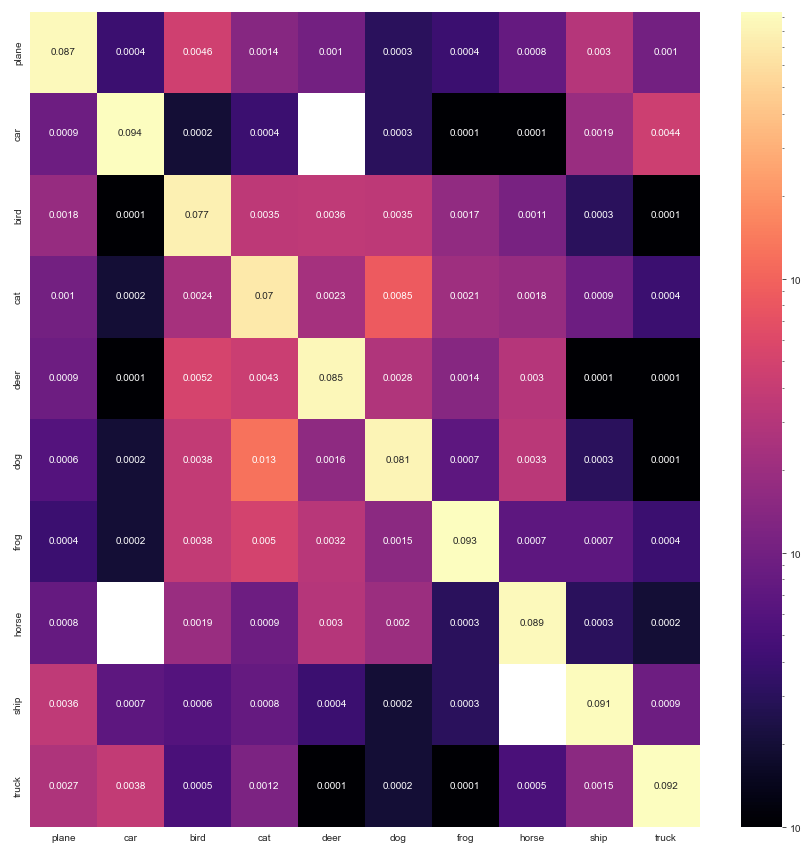 plane 0.087 0.0004 0.0046 0.0014 0.001 0.0003 0.0004 0.0008 0.003 0.001
car 0.0009 0.094 0.0002 0.0004 0.0003 0.0001 0.0001 0.0019 0.0044
bird 0.0018 0.0001 0.077 0.0035 0.0036 0.0035 0.0017 0.0011 0.0003 0.0001
cat 0.001 0.0002 0.0024 0.07 0.0023 0.0085 0.0021 0.0018 0.0009 0.0004
10
deer 0.0009 0.0001 0.0052 0.0043 0.085 0.0028 0.0014 0.003 0.0001 0.0001
dog 0.0006 0.0002 0.0038 0.013 0.0016 0.081 0.0007 0.0033 0.0003 0.0001
frog 0.0004 0.0002 0.0038 0.005 0.0032 0.0015 0.093 0.0007 0.0007 0.0004
10
horse 0.0008 0.0019 0.0009 0.003 0.002 0.0003 0.089 0.0003 0.0002
ship 0.0036 0.0007 0.0006 0.0008 0.0004 0.0002 0.0003 0.091 0.0009
truck 0.0027 0.0038 0.0005 0.0012 0.0001 0.0002 0.0001 0.0005 0.0015 0.092
10
plane car bird cat deer dog frog horse ship truck